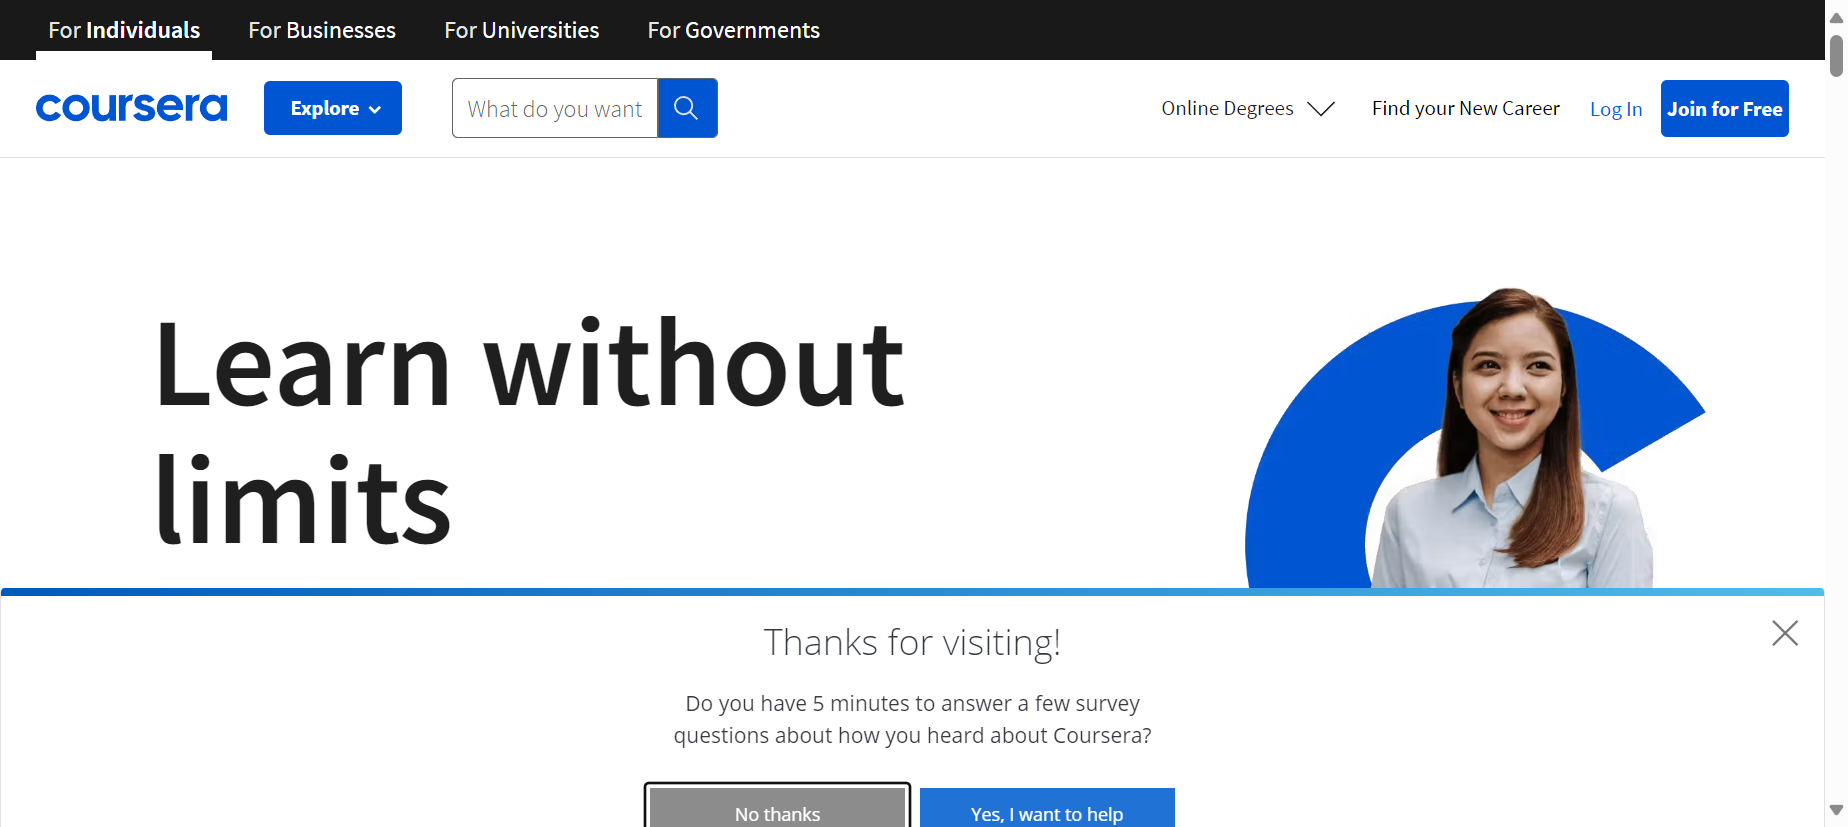 For Individuals For Businesses For Universities For Governments
coursera Explore What do you want Online Degrees Find your New Career Log In Join for Free
Learn without
limits
Thanks for visiting!
Do you have 5 minutes to answer a few survey
questions about how you heard about Coursera?
No thanks Yes, I want to help